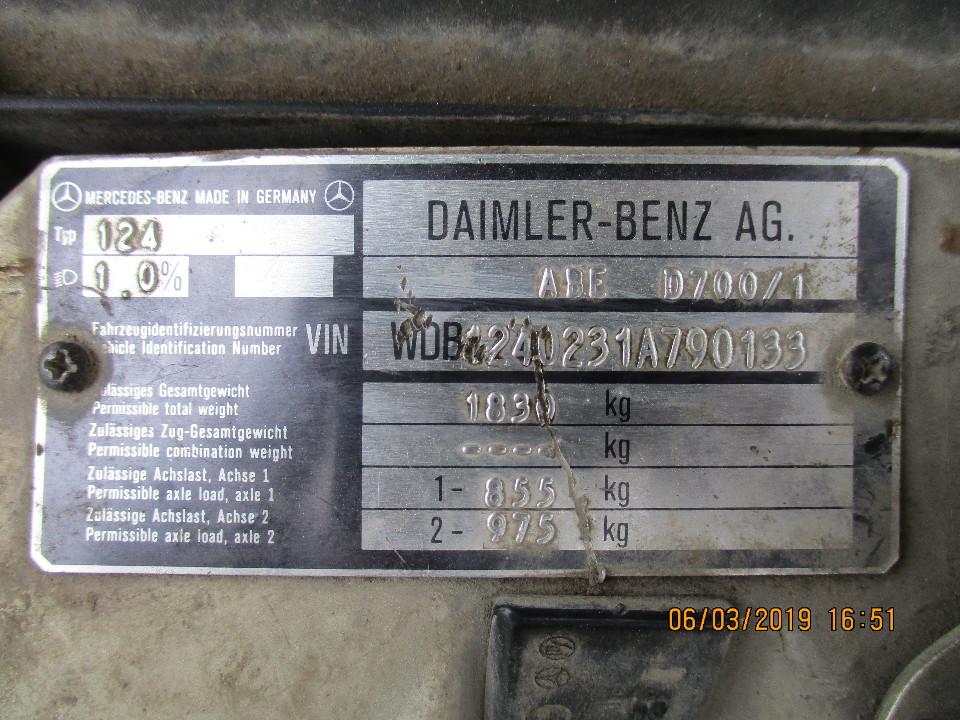 MERCEDES-BENZ MADE IN GERMANY
Typ 124
1.0%
DAIMLER-BENZ AG.
ABE D700/1
Fahrzeugidentifizierungsnummer
Vehicle Identification Number
VIN WDB1240231A790133
Zulässiges Gesamtgewicht
Permissible total weight
1830 kg
Zulässiges Zug-Gesamtgewicht
Permissible combination weight
---- kg
Zulässige Achslast, Achse 1
Permissible axle load, axle 1
1- 855 kg
Zulässige Achslast, Achse 2
Permissible axle load, axle 2
2- 975 kg
06/03/2019 16:51